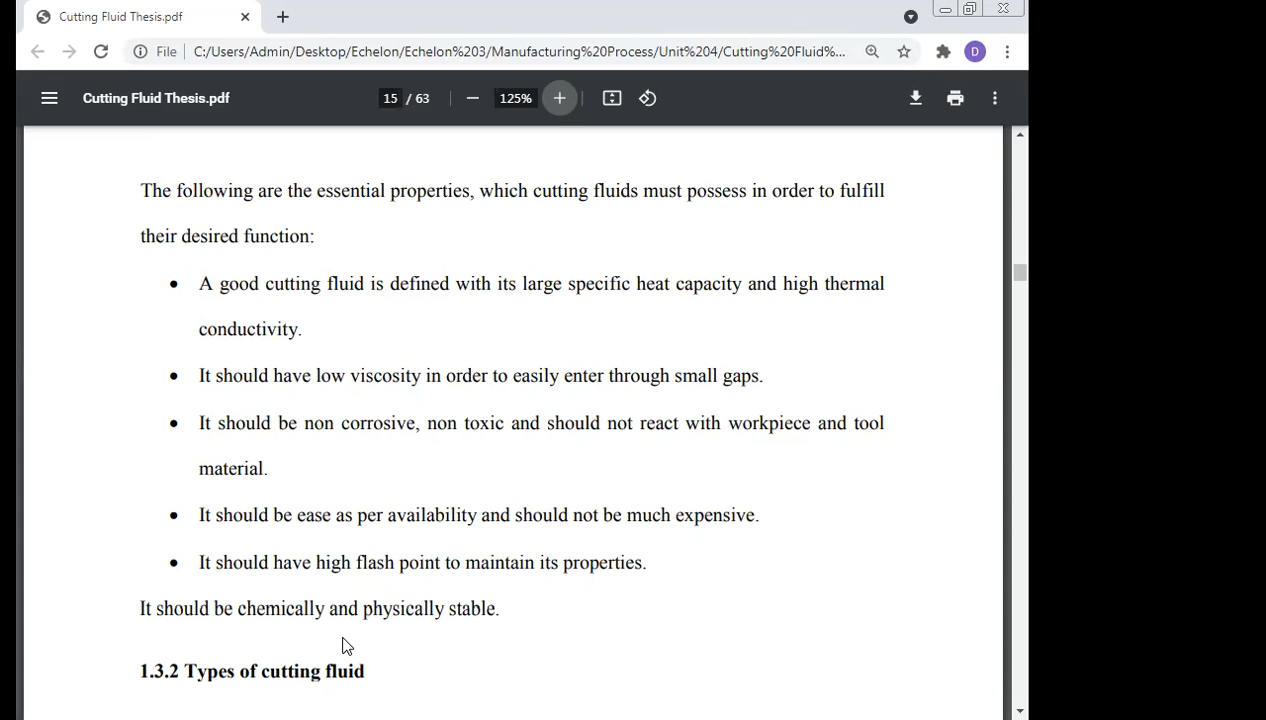 Cutting Fluid Thesis.pdf
File C:/Users/Admin/Desktop/Echelon/Echelon%203/Manufacturing%20Process/Unit%204/Cutting%20Fluid%...
D
Cutting Fluid Thesis.pdf 15 / 63 125%
The following are the essential properties, which cutting fluids must possess in order to fulfill
their desired function:
• A good cutting fluid is defined with its large specific heat capacity and high thermal
conductivity.
• It should have low viscosity in order to easily enter through small gaps.
• It should be non corrosive, non toxic and should not react with workpiece and tool
material.
• It should be ease as per availability and should not be much expensive.
• It should have high flash point to maintain its properties.
It should be chemically and physically stable.
1.3.2 Types of cutting fluid